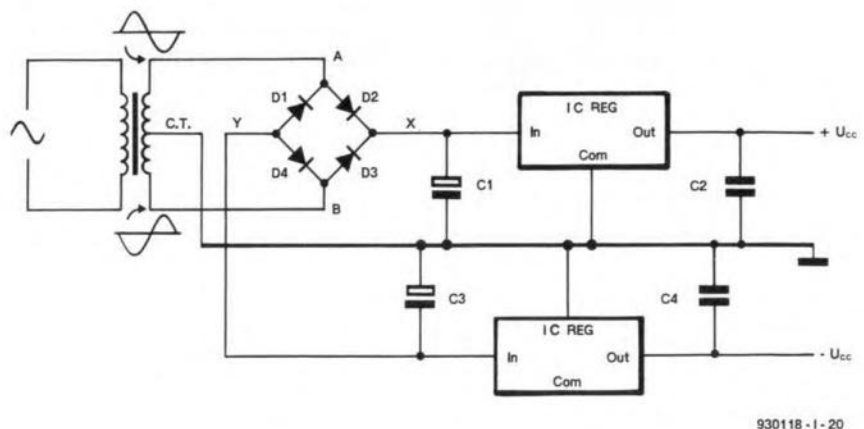 A
D1
D2
C.T.
Y
X
D4
D3
B
IC REG
In
Out
Com
+ Ucc
C1
C2
C3
C4
IC REG
In
Out
Com
- Ucc
930118 - I - 20